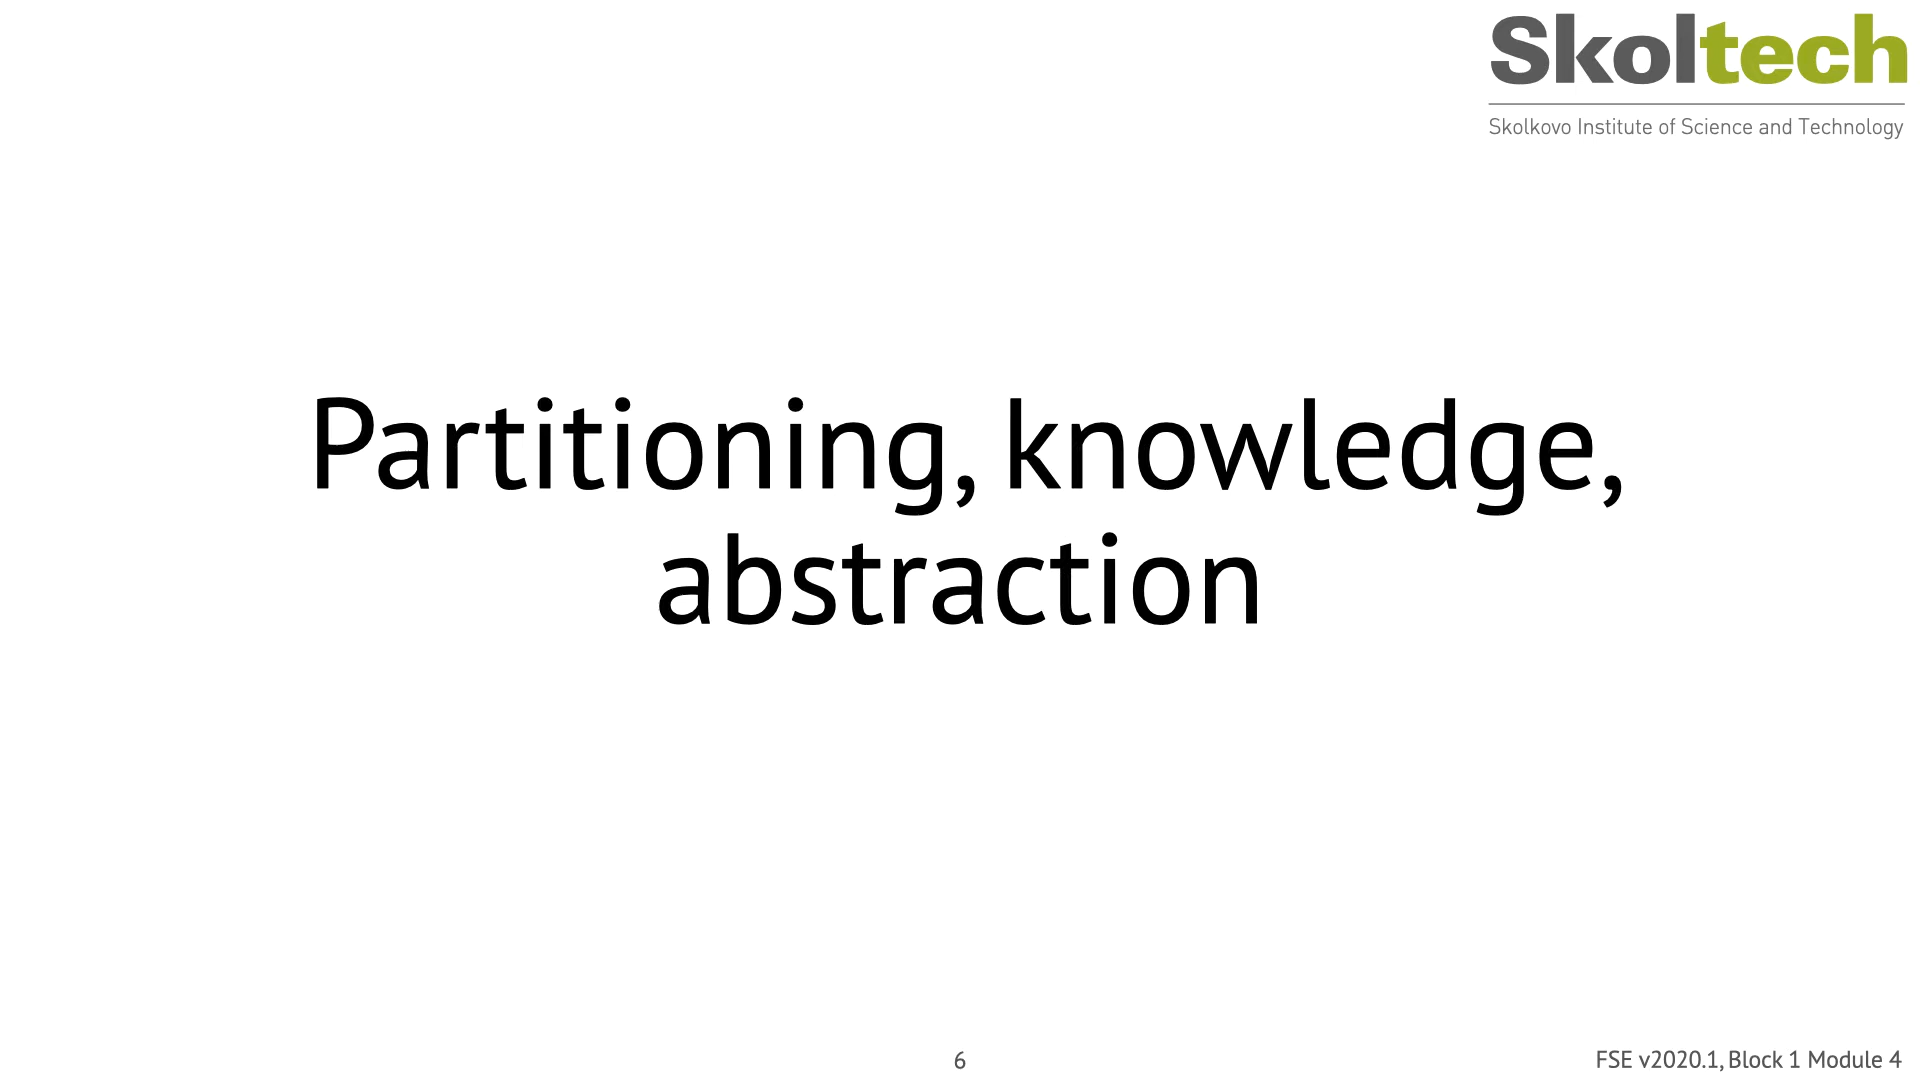 Skoltech
Skolkovo Institute of Science and Technology
Partitioning, knowledge,
abstraction
6
FSE v2020.1, Block 1 Module 4